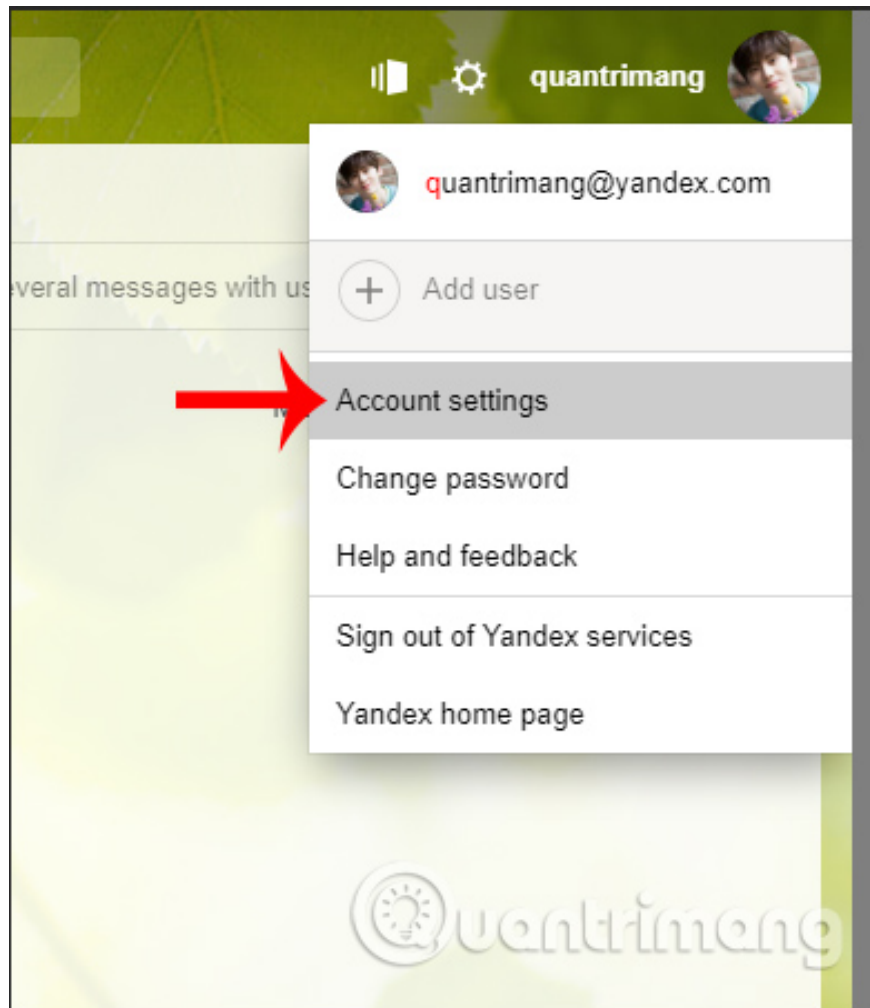 quantrimang
quantrimang@yandex.com
everal messages with us
Add user
Account settings
Change password
Help and feedback
Sign out of Yandex services
Yandex home page
Quantrimang